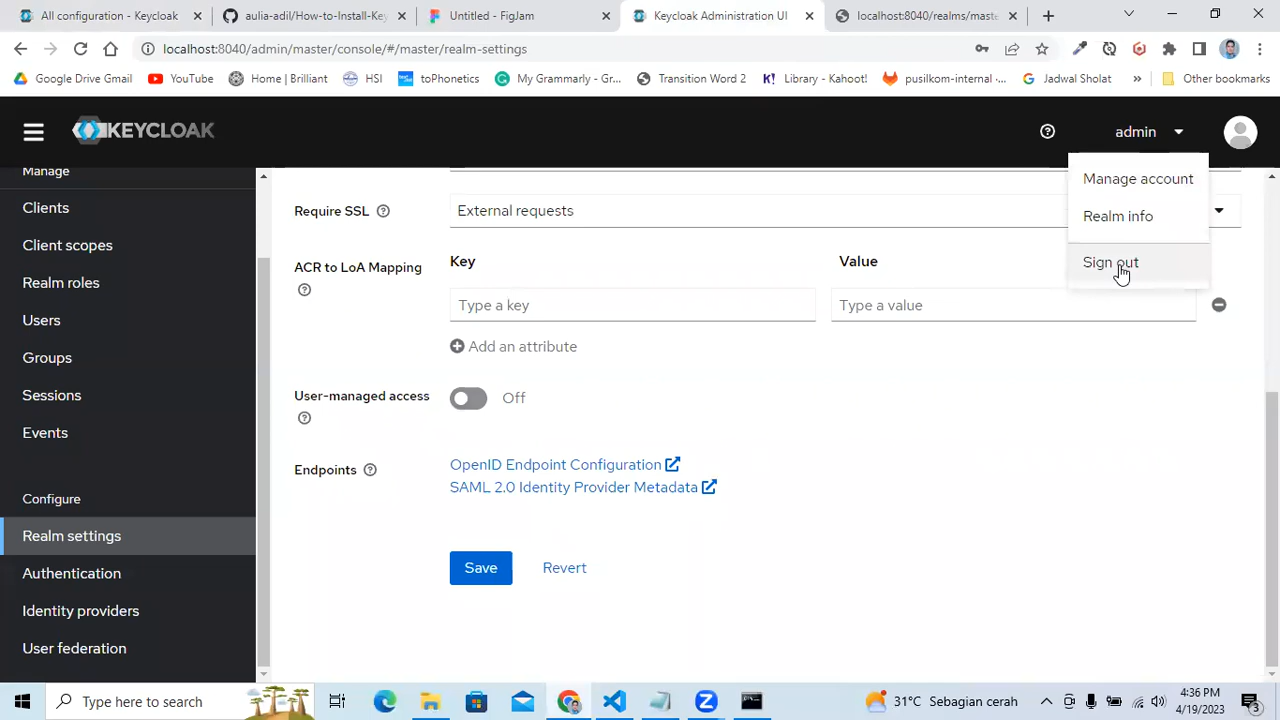 All configuration - Keycloak
aulia-adil/How-to-Install-Key
Untitled - FigJam
Keycloak Administration UI
localhost:8040/realms/maste
localhost:8040/admin/master/console/#/master/realm-settings
Google Drive Gmail
YouTube
Home | Brilliant
HSI
toPhonetics
My Grammarly - Gr...
Transition Word 2
K! Library - Kahoot!
pusilkom-internal -...
Jadwal Sholat
»
Other bookmarks
KEYCLOAK
admin
Manage account
Realm info
Sign out
Manage
Clients
Client scopes
Realm roles
Users
Groups
Sessions
Events
Configure
Realm settings
Authentication
Identity providers
User federation
Require SSL
External requests
ACR to LoA Mapping
Key
Value
Type a key
Type a value
Add an attribute
User-managed access
Off
Endpoints
OpenID Endpoint Configuration
SAML 2.0 Identity Provider Metadata
Save
Revert
Type here to search
31°C Sebagian cerah
4:36 PM
4/19/2023
3